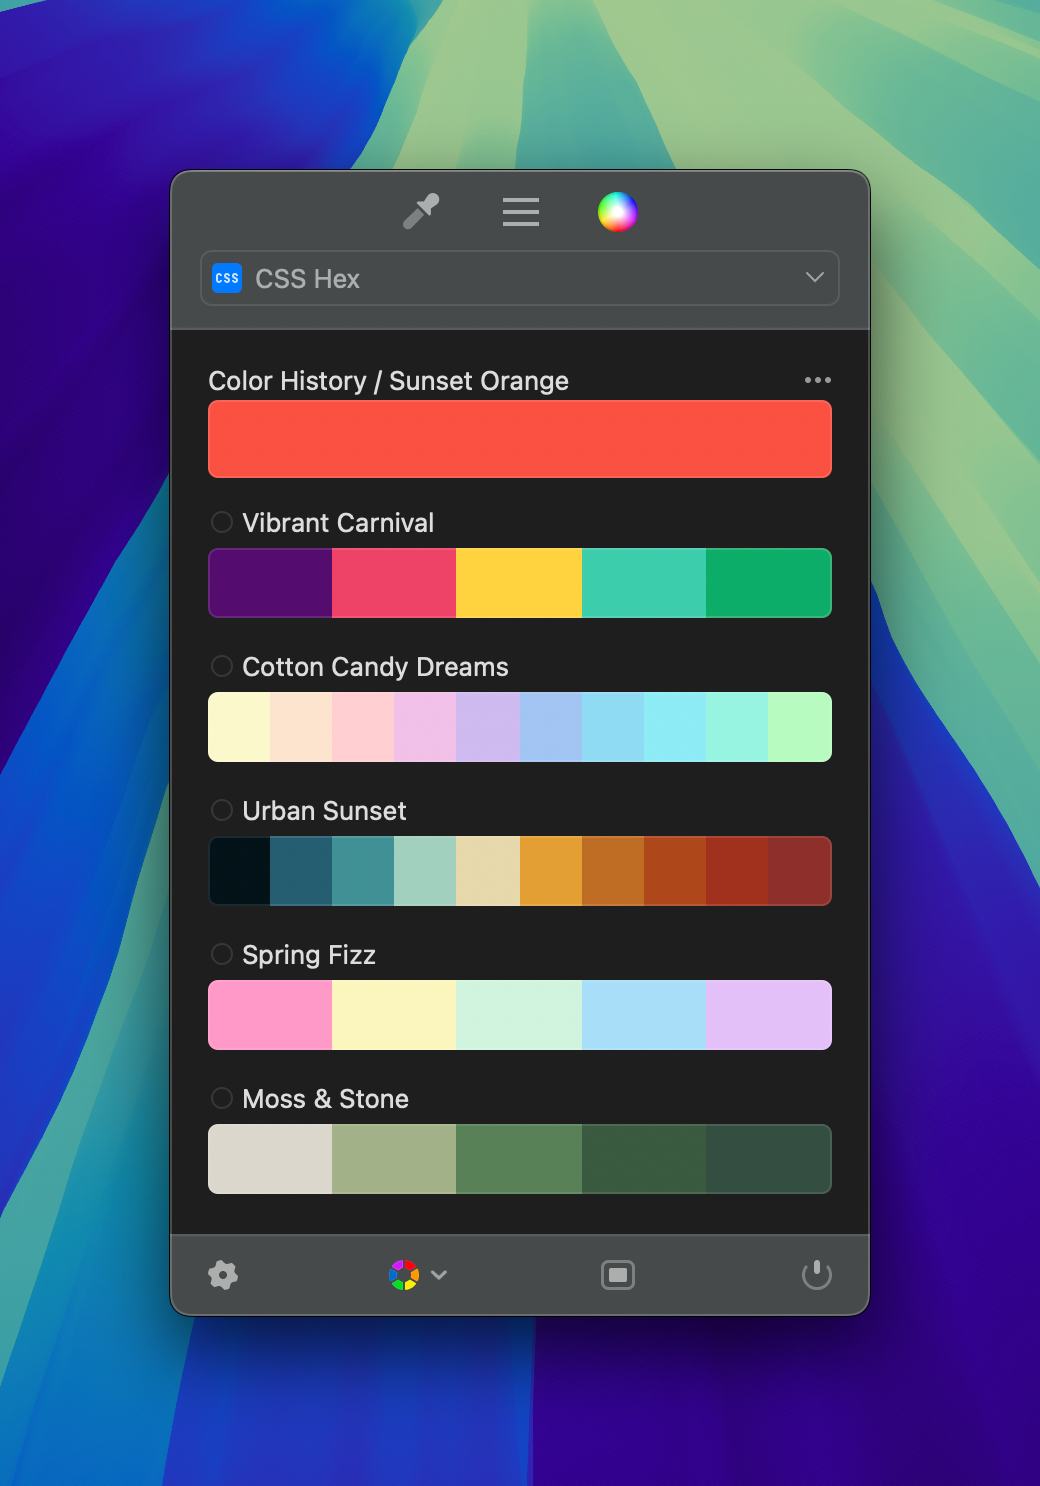 CSS CSS Hex
Color History / Sunset Orange
Vibrant Carnival
Cotton Candy Dreams
Urban Sunset
Spring Fizz
Moss & Stone